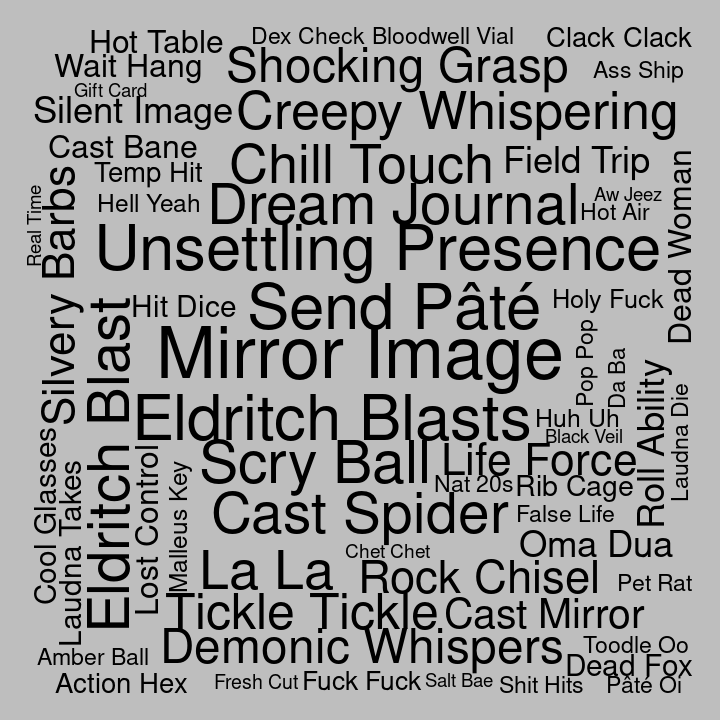 Hot Table
Dex Check Bloodwell Vial
Clack Clack
Wait Hang
Shocking Grasp
Ass Ship
Gift Card
Silent Image
Creepy Whispering
Cast Bane
Chill Touch
Field Trip
Temp Hit
Real Time
Barbs
Hell Yeah
Dream Journal
Aw Jeez
Hot Air
Dead Woman
Unsettling Presence
Silvery
Eldritch Blast
Hit Dice
Send Pâté
Holy Fuck
Mirror Image
Pop Pop
Da Ba
Eldritch Blasts
Huh Uh
Black Veil
Roll Ability
Laudna Die
Scry Ball
Life Force
Cool Glasses
Laudna Takes
Lost Control
Malleus Key
Nat 20s
Rib Cage
Cast Spider
False Life
Oma Dua
Chet Chet
La La
Rock Chisel
Pet Rat
Tickle Tickle
Cast Mirror
Demonic Whispers
Toodle Oo
Amber Ball
Dead Fox
Action Hex
Fresh Cut
Fuck Fuck
Salt Bae
Shit Hits
Pâté Oi